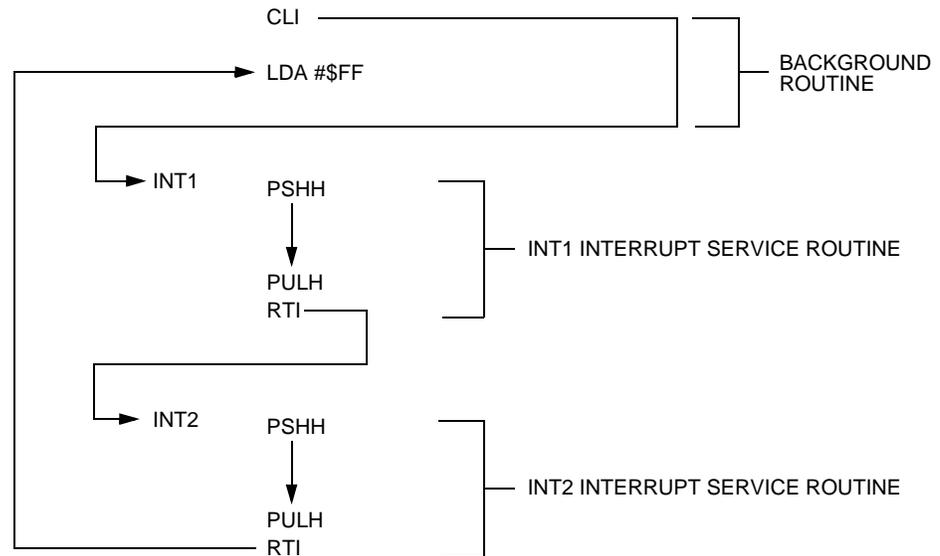 CLI
LDA #$FF
BACKGROUND
ROUTINE
INT1
PSHH
INT1 INTERRUPT SERVICE ROUTINE
PULH
RTI
INT2
PSHH
INT2 INTERRUPT SERVICE ROUTINE
PULH
RTI